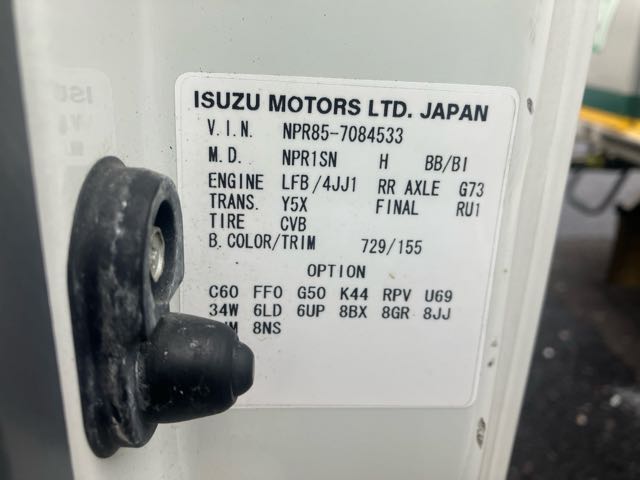 ISUZU MOTORS LTD. JAPAN
V.I.N. NPR85-7084533
M.D. NPR1SN H BB/BI
ENGINE LFB/4JJ1 RR AXLE G73
TRANS. Y5X FINAL RU1
TIRE CVB
B.COLOR/TRIM 729/155
OPTION
C60 FF0 G50 K44 RPV U69
34W 6LD 6UP 8BX 8GR 8JJ
8NS